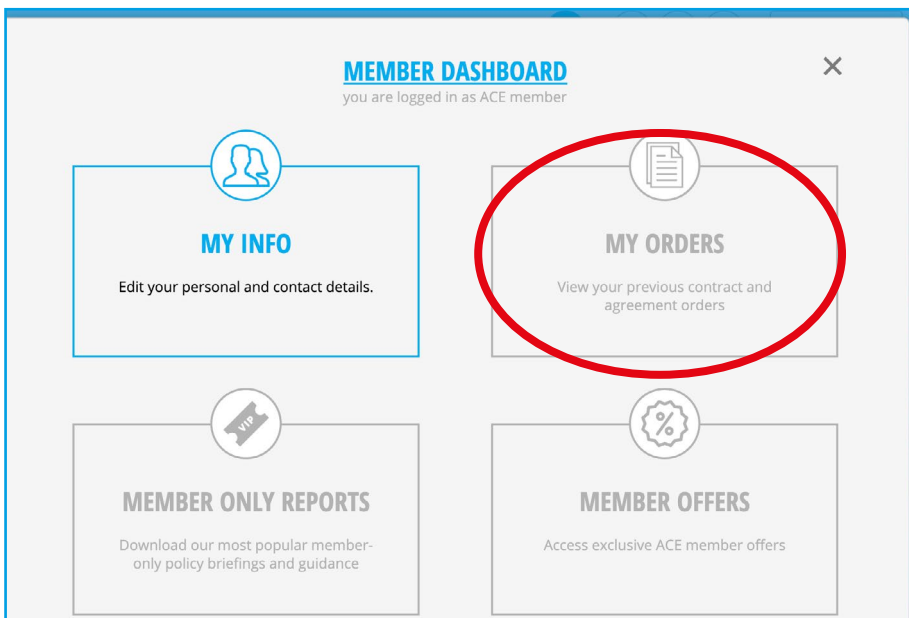 MEMBER DASHBOARD
you are logged in as ACE member
MY INFO
Edit your personal and contact details.
MY ORDERS
View your previous contract and
agreement orders
VIP
MEMBER ONLY REPORTS
Download our most popular member-
only policy briefings and guidance
%
MEMBER OFFERS
Access exclusive ACE member offers